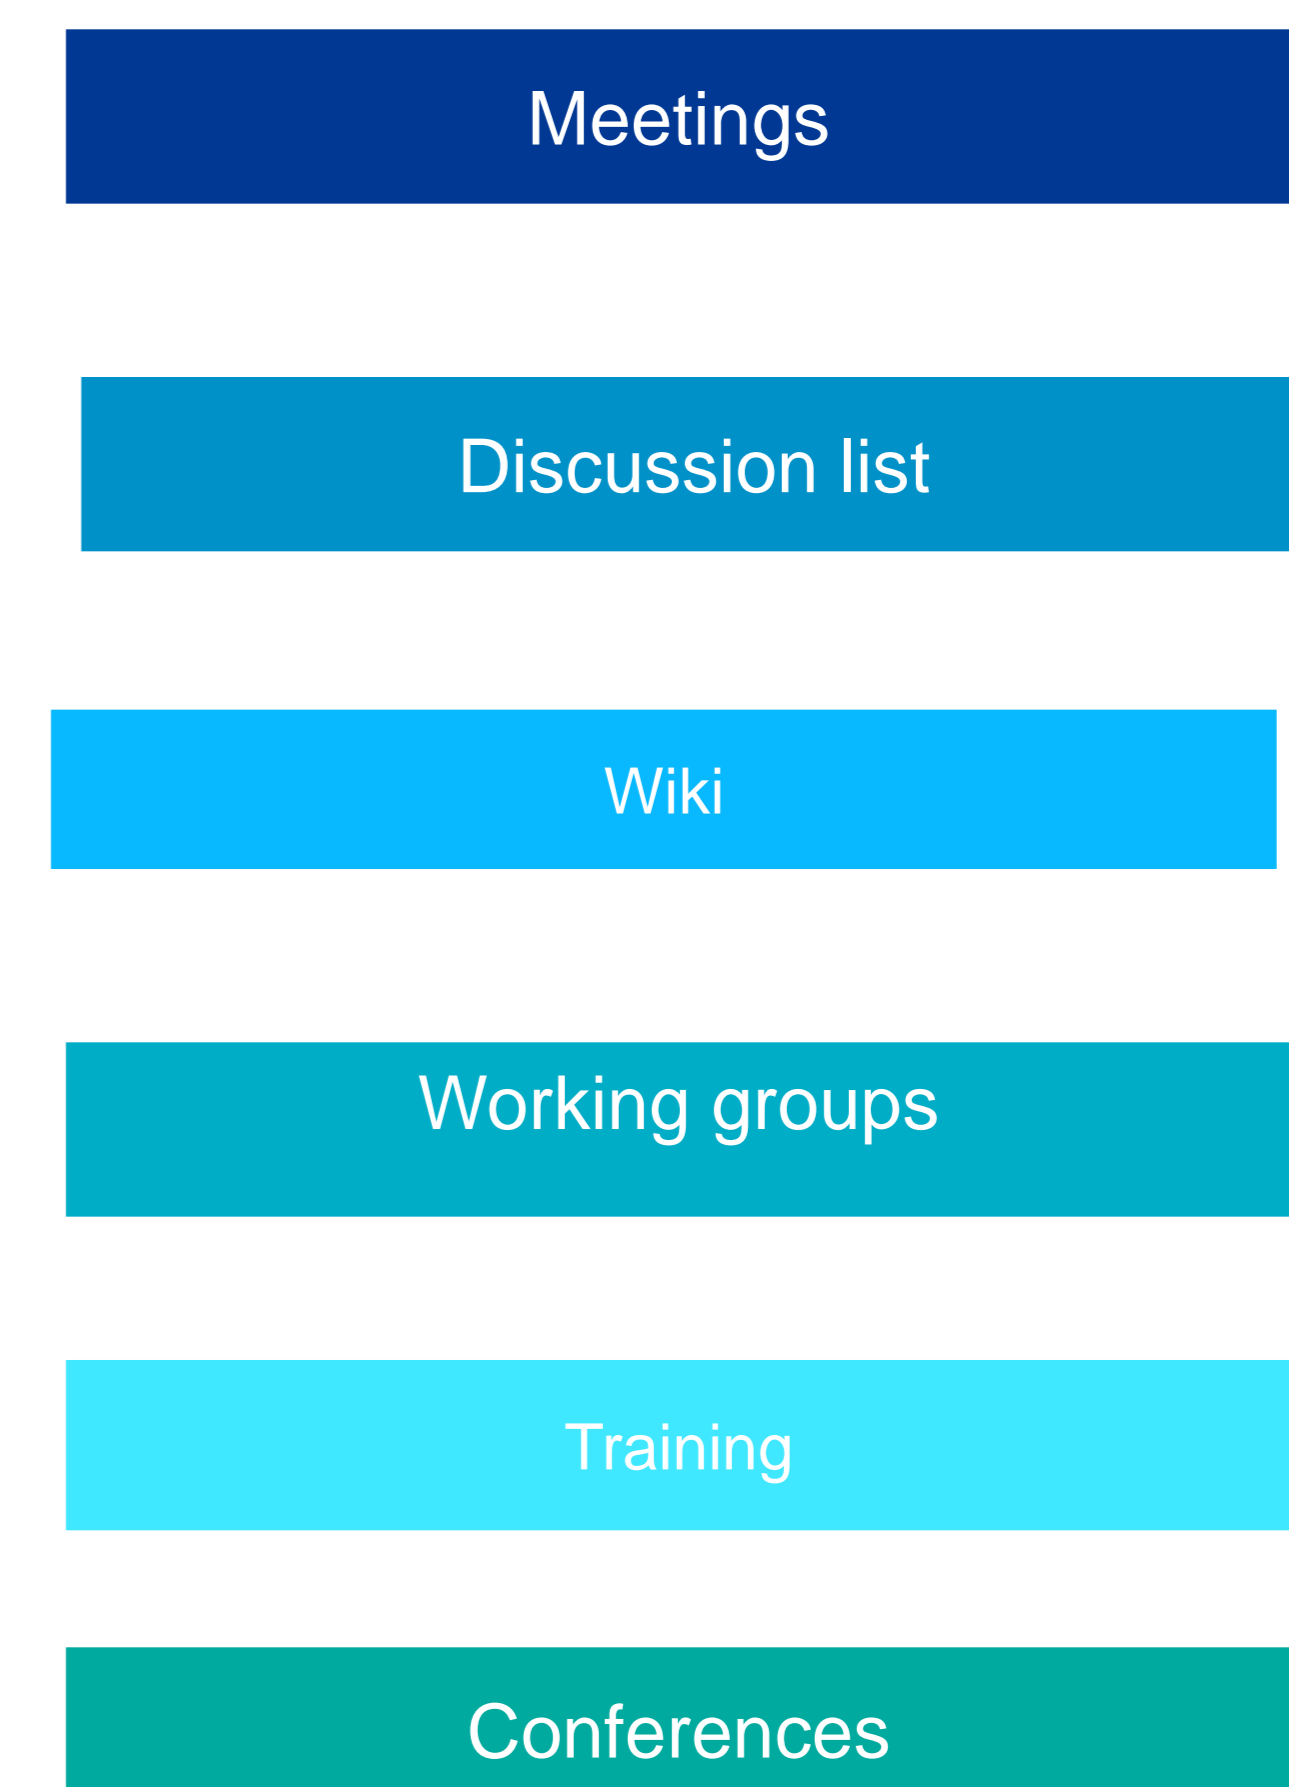 Meetings
Discussion list
Wiki
Working groups
Training
Conferences